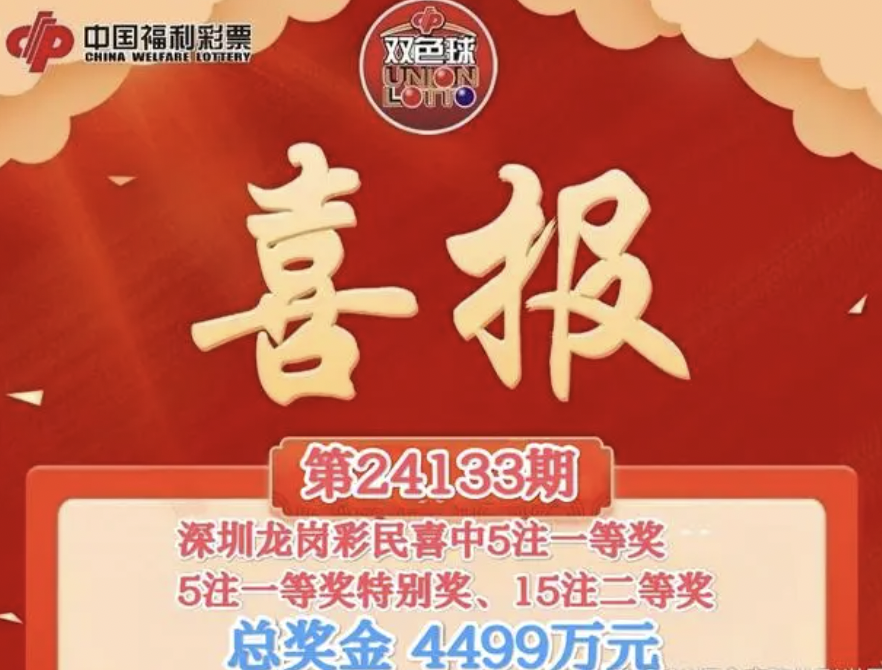 中国福利彩票
CHINA WELFARE LOTTERY
双色球
UNION
LOTTO
喜报
第24133期
深圳龙岗彩民喜中5注一等奖
5注一等奖特别奖、15注二等奖
总奖金 4499万元